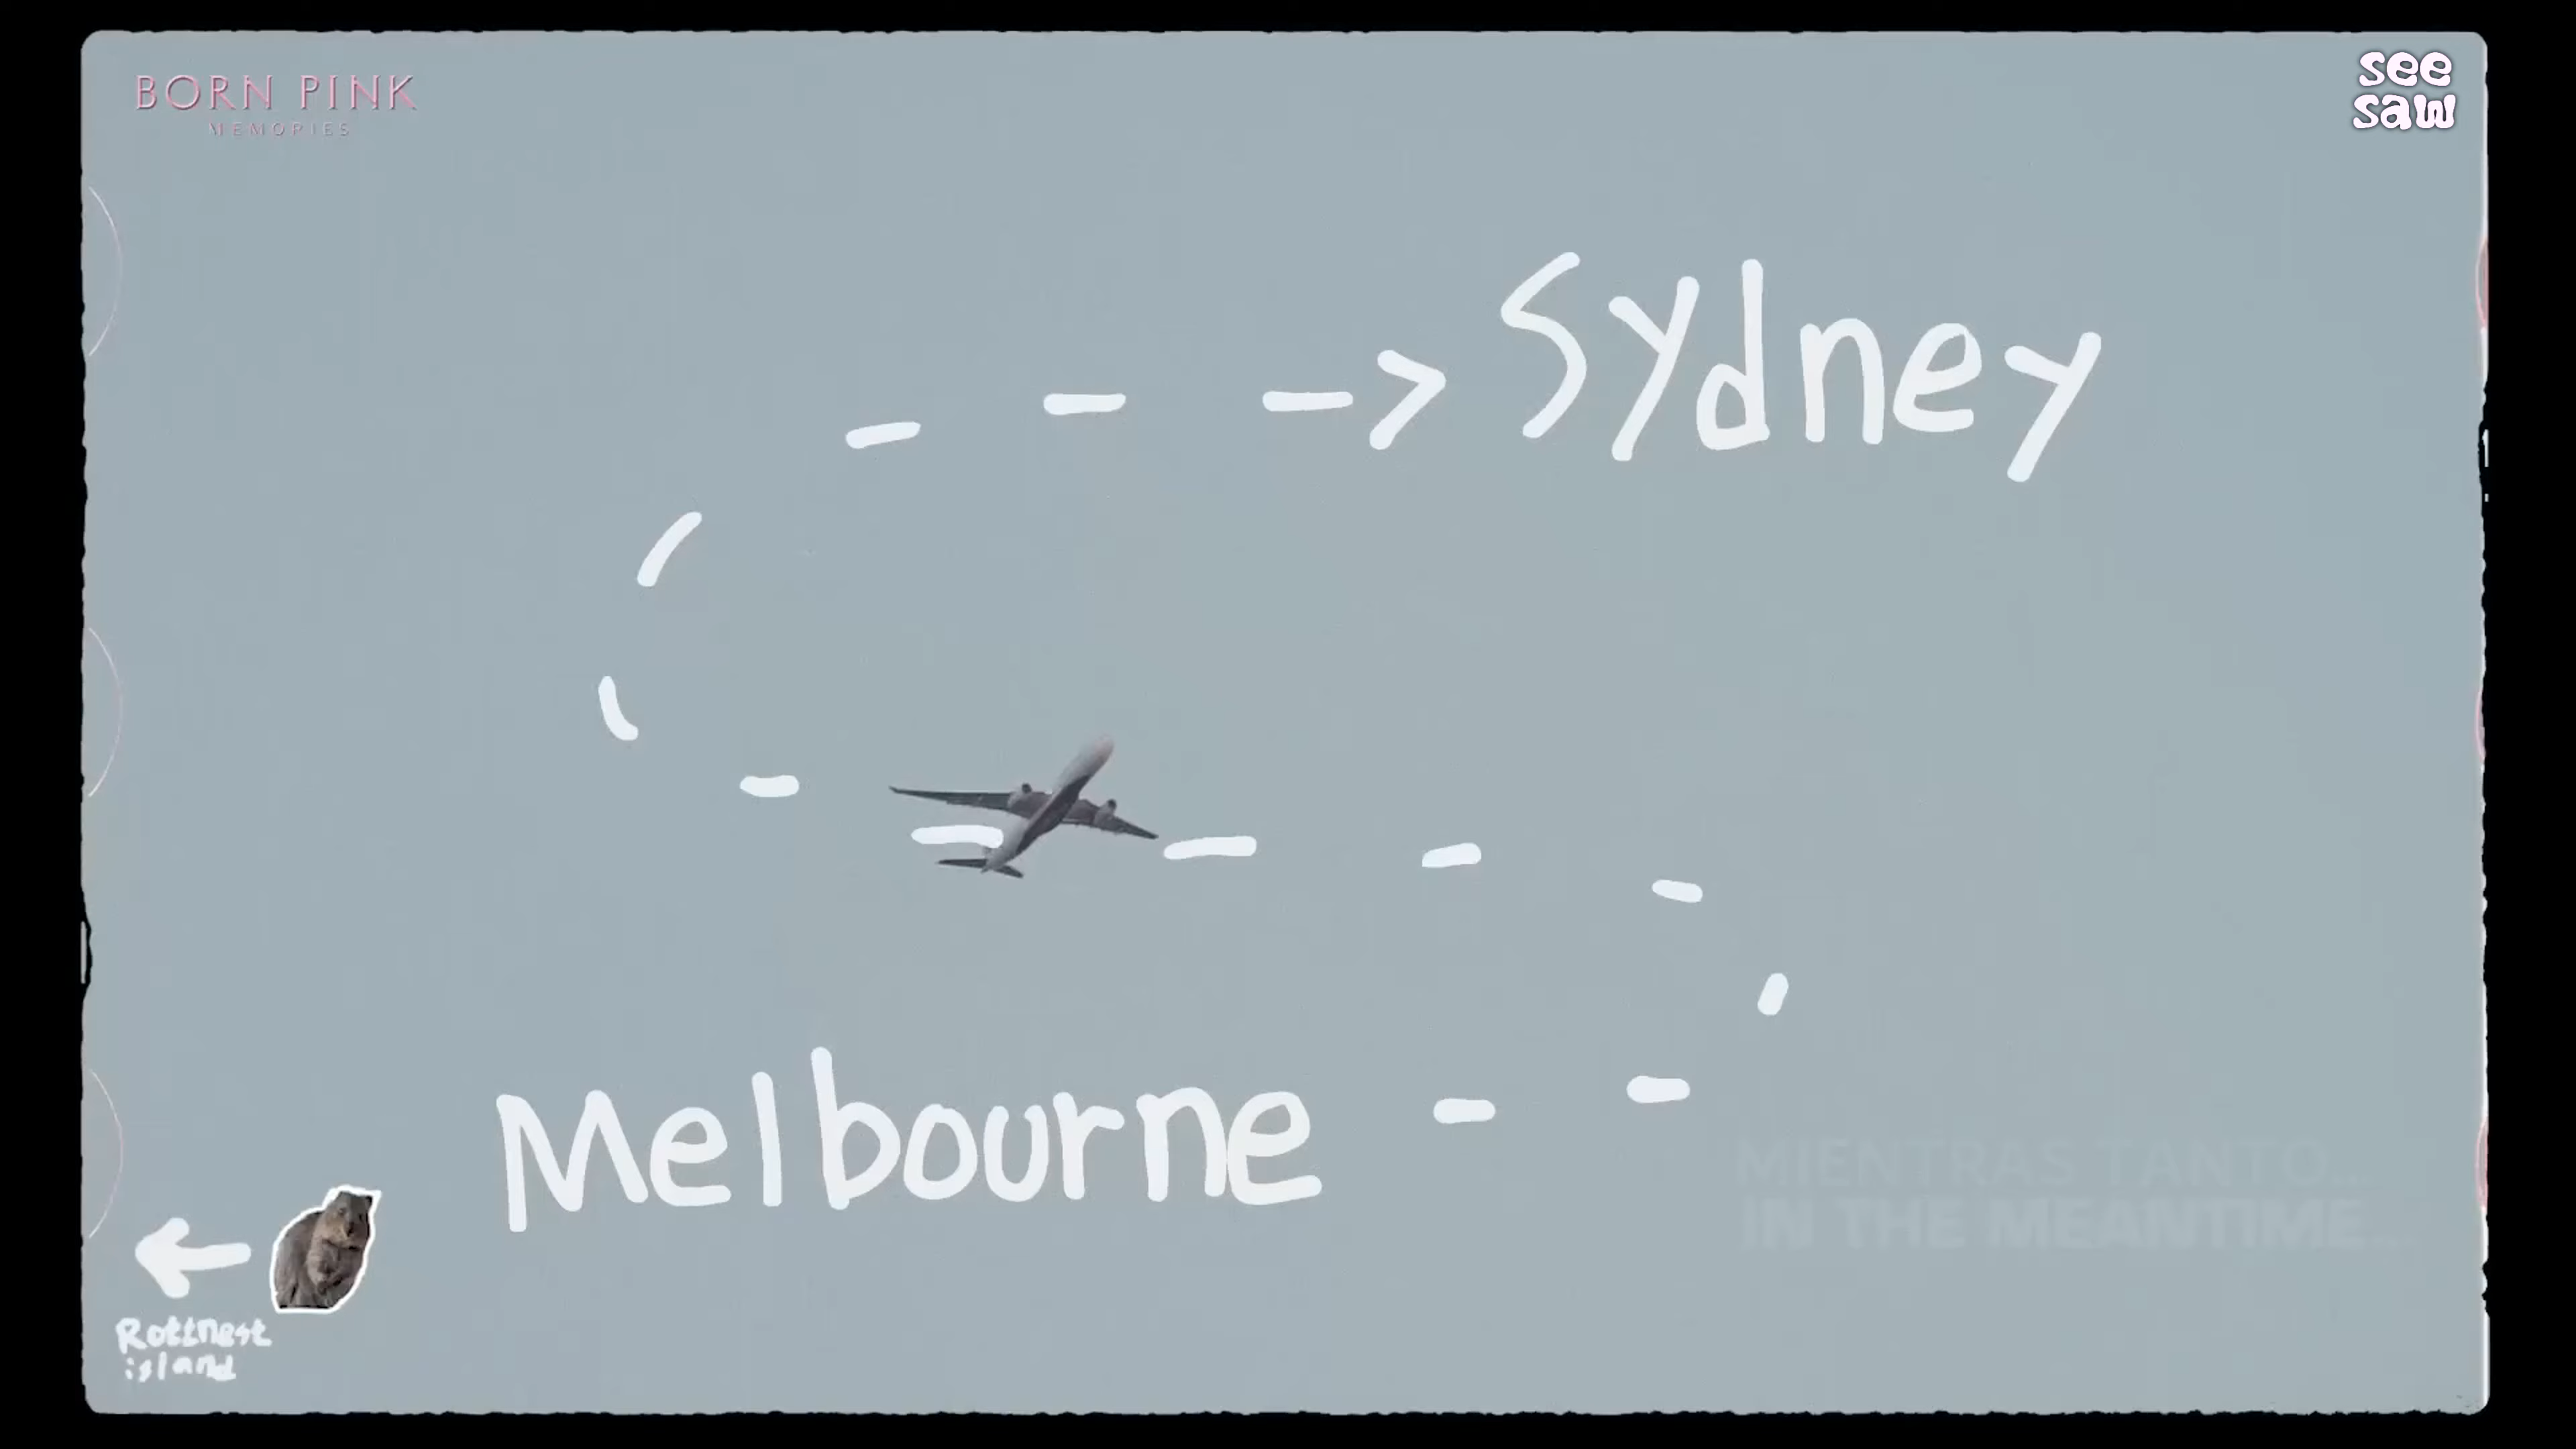 BORN PINK
MEMORIES
see
saw
Sydney
Melbourne
MIENTRAS TANTO...
IN THE MEANTIME...
Rottnest
island